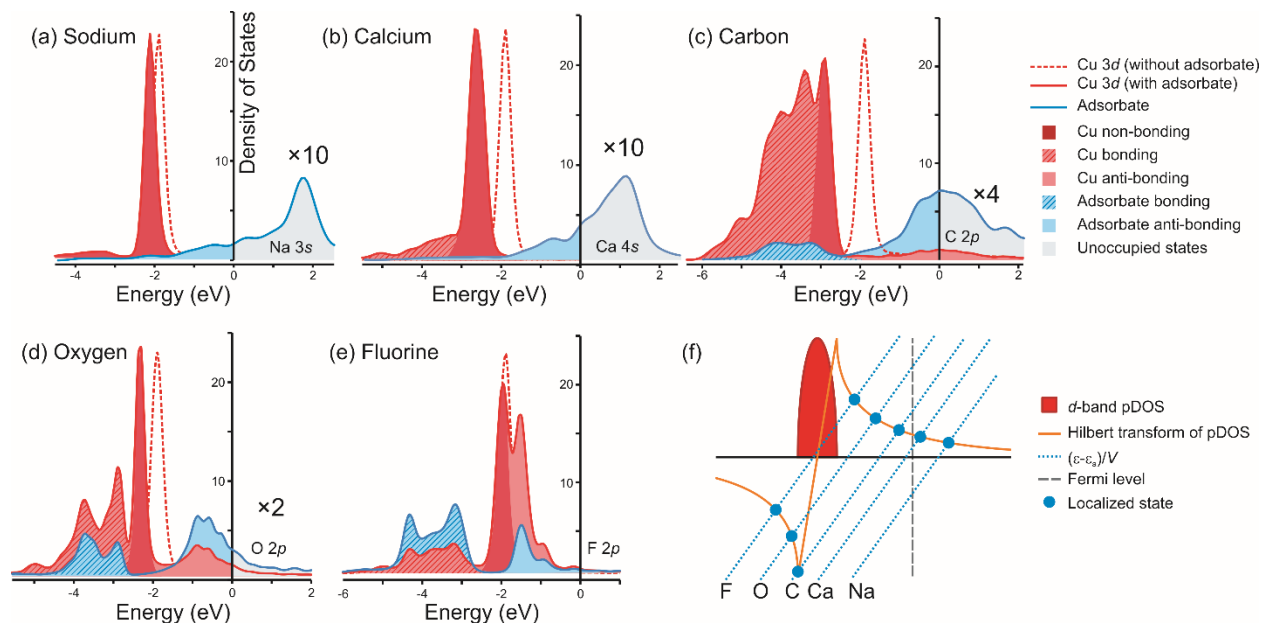 (a) Sodium
Density of States
20
10
×10
Na 3s
-4 -2 0 2
Energy (eV)
(b) Calcium
20
10
×10
Ca 4s
-4 -2 0 2
Energy (eV)
(c) Carbon
20
10
×4
C 2p
-6 -4 -2 0 2
Energy (eV)
Cu 3d (without adsorbate)
Cu 3d (with adsorbate)
Adsorbate
Cu non-bonding
Cu bonding
Cu anti-bonding
Adsorbate bonding
Adsorbate anti-bonding
Unoccupied states
(d) Oxygen
20
10
×2
O 2p
-4 -2 0 2
Energy (eV)
(e) Fluorine
20
10
F 2p
-6 -4 -2 0
Energy (eV)
(f)
F O C Ca Na
d-band pDOS
Hilbert transform of pDOS
(ε-εa)/V
Fermi level
Localized state